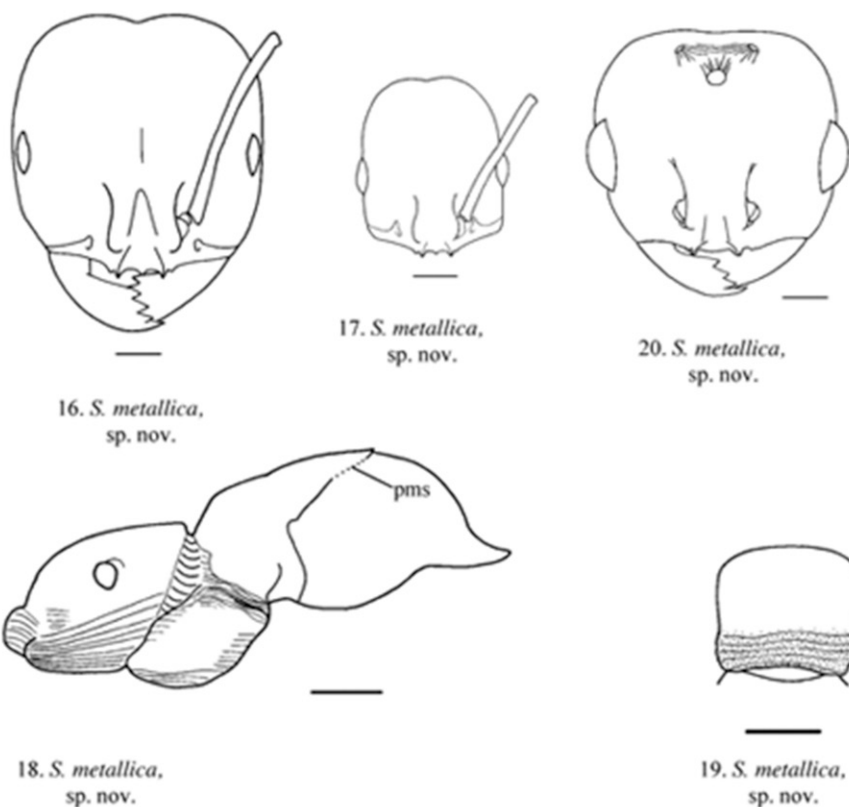 17. S. metallica,
sp. nov.
20. S. metallica,
sp. nov.
16. S. metallica,
sp. nov.
pms
18. S. metallica,
sp. nov.
19. S. metallica,
sp. nov.